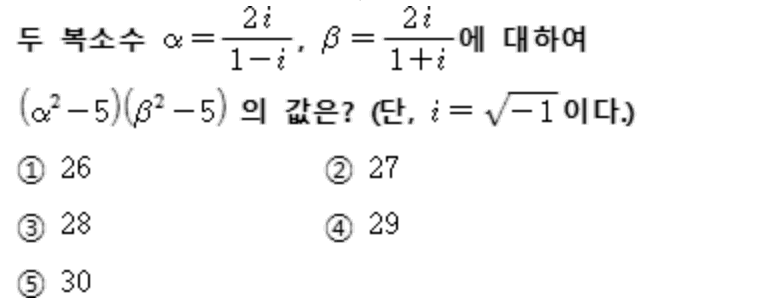 두 복소수 α = 2i/(1−i), β = 2i/(1+i) 에 대하여
(α² − 5)(β² − 5) 의 값은? (단, i = √−1 이다.)
① 26 ② 27
③ 28 ④ 29
⑤ 30